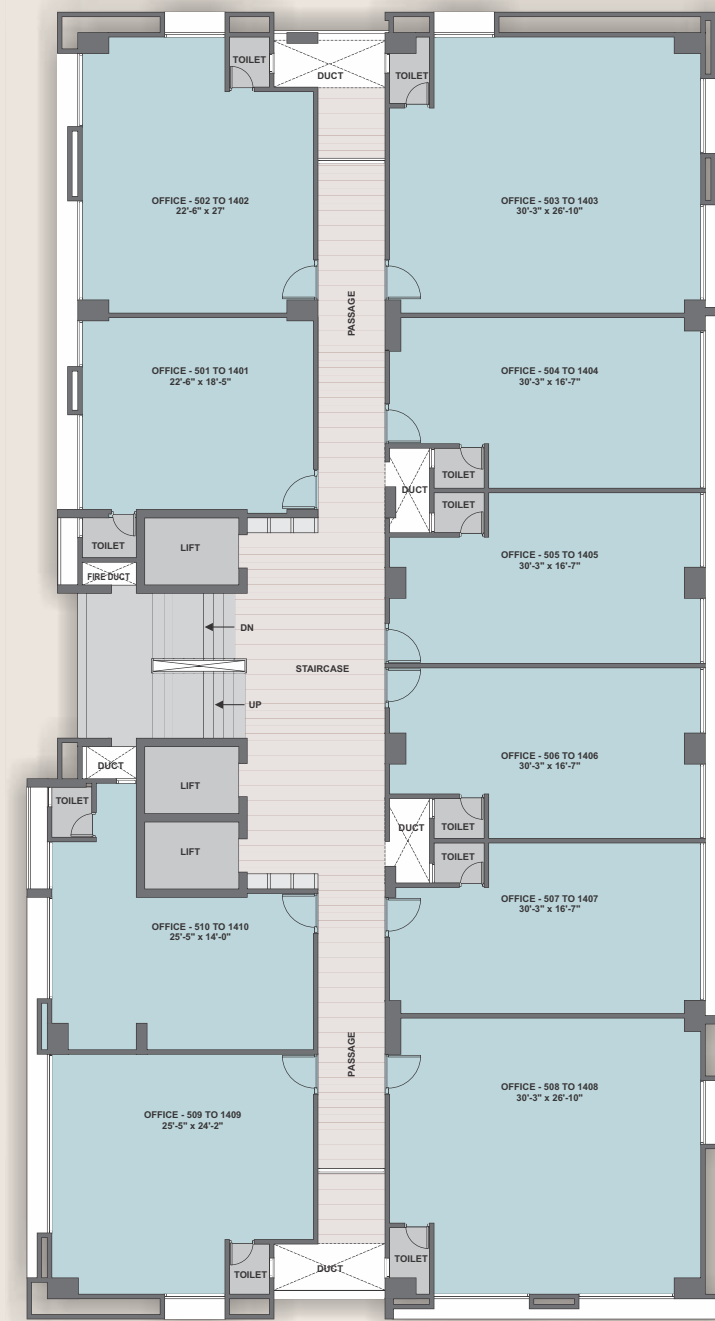 TOILET
DUCT
TOILET
OFFICE - 502 TO 1402
22'-6" x 27'
OFFICE - 503 TO 1403
30'-3" x 26'-10"
PASSAGE
OFFICE - 501 TO 1401
22'-6" x 18'-5"
OFFICE - 504 TO 1404
30'-3" x 16'-7"
TOILET
DUCT
TOILET
TOILET
LIFT
OFFICE - 505 TO 1405
30'-3" x 16'-7"
FIRE DUCT
DN
STAIRCASE
UP
OFFICE - 506 TO 1406
30'-3" x 16'-7"
DUCT
LIFT
TOILET
DUCT
TOILET
LIFT
TOILET
OFFICE - 507 TO 1407
30'-3" x 16'-7"
OFFICE - 510 TO 1410
25'-5" x 14'-0"
PASSAGE
OFFICE - 508 TO 1408
30'-3" x 26'-10"
OFFICE - 509 TO 1409
25'-5" x 24'-2"
TOILET
DUCT
TOILET